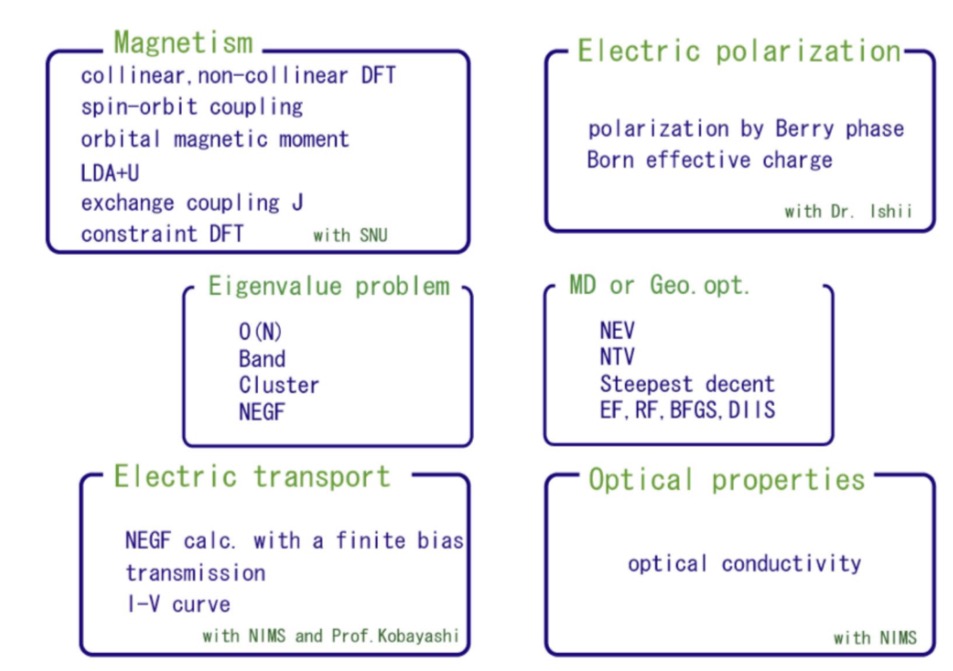 Magnetism
collinear,non-collinear DFT
spin-orbit coupling
orbital magnetic moment
LDA+U
exchange coupling J
constraint DFT with SNU
Electric polarization
polarization by Berry phase
Born effective charge
with Dr. Ishii
Eigenvalue problem
O(N)
Band
Cluster
NEGF
MD or Geo.opt.
NEV
NTV
Steepest decent
EF,RF,BFGS,DIIS
Electric transport
NEGF calc. with a finite bias
transmission
I-V curve
with NIMS and Prof.Kobayashi
Optical properties
optical conductivity
with NIMS